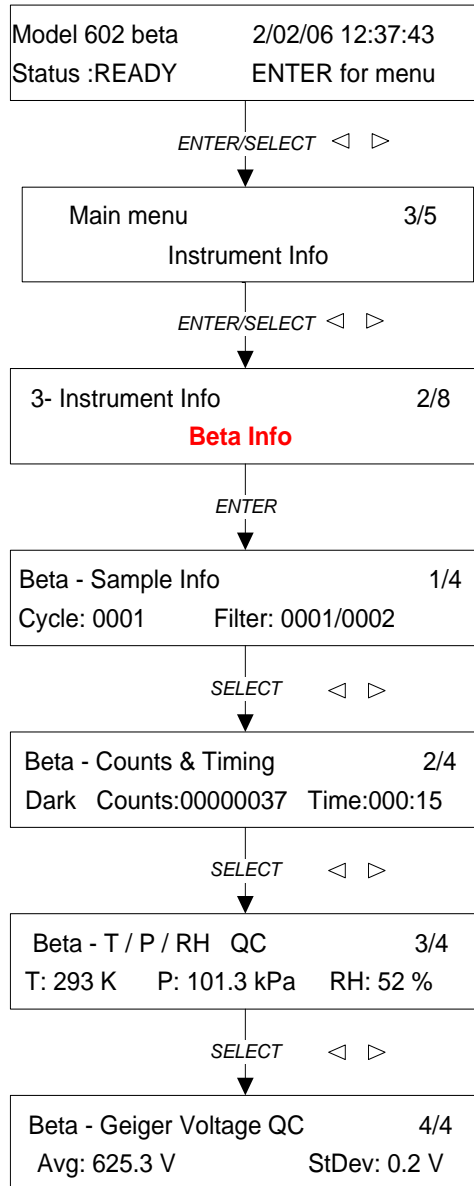 Model 602 beta 2/02/06 12:37:43
Status :READY ENTER for menu
ENTER/SELECT
Main menu 3/5
Instrument Info
ENTER/SELECT
3- Instrument Info 2/8
Beta Info
ENTER
Beta - Sample Info 1/4
Cycle: 0001 Filter: 0001/0002
SELECT
Beta - Counts & Timing 2/4
Dark Counts:00000037 Time:000:15
SELECT
Beta - T / P / RH QC 3/4
T: 293 K P: 101.3 kPa RH: 52 %
SELECT
Beta - Geiger Voltage QC 4/4
Avg: 625.3 V StDev: 0.2 V